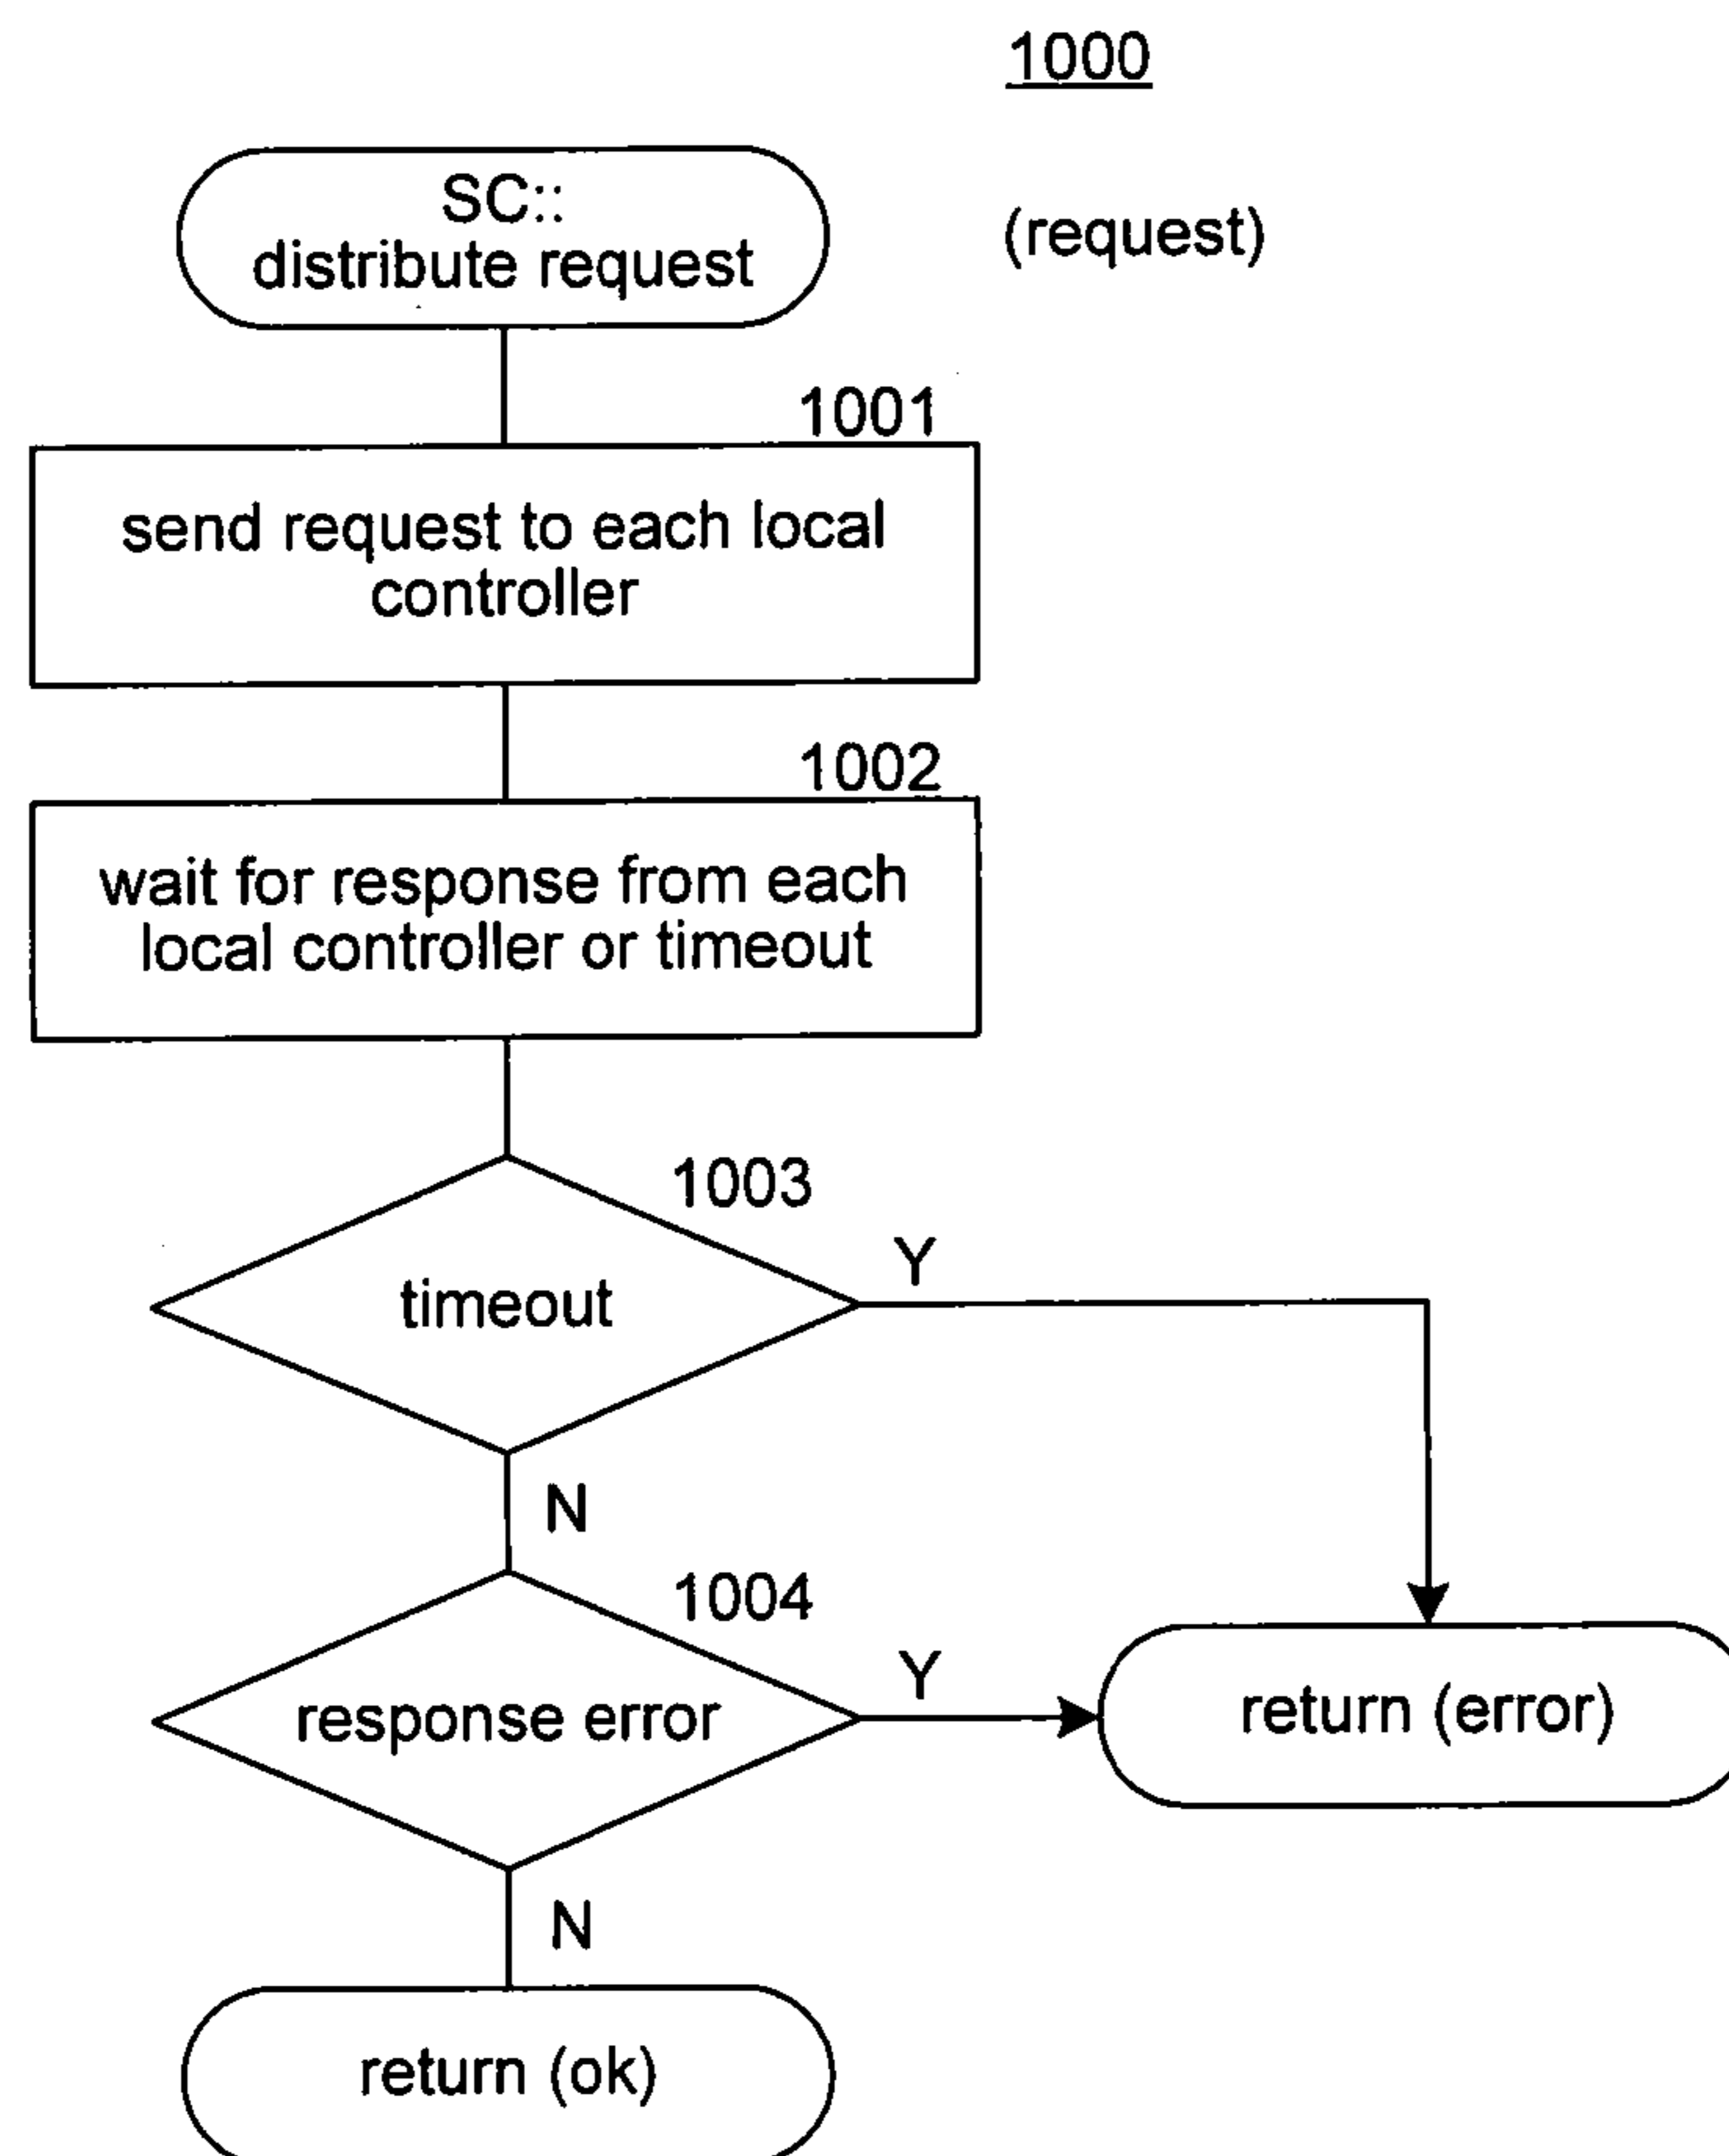 1000
SC::
distribute request
(request)
1001
send request to each local
controller
1002
wait for response from each
local controller or timeout
1003
timeout
Y
N
1004
response error
Y
return (error)
N
return (ok)